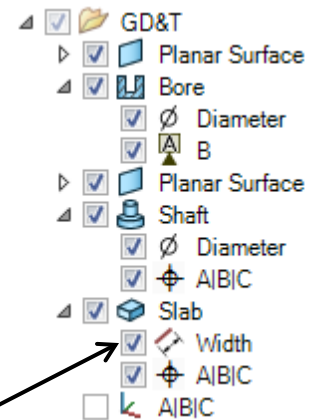 GD&T
Planar Surface
Bore
Ø Diameter
A B
Planar Surface
Shaft
Ø Diameter
A|B|C
Slab
Width
A|B|C
A|B|C